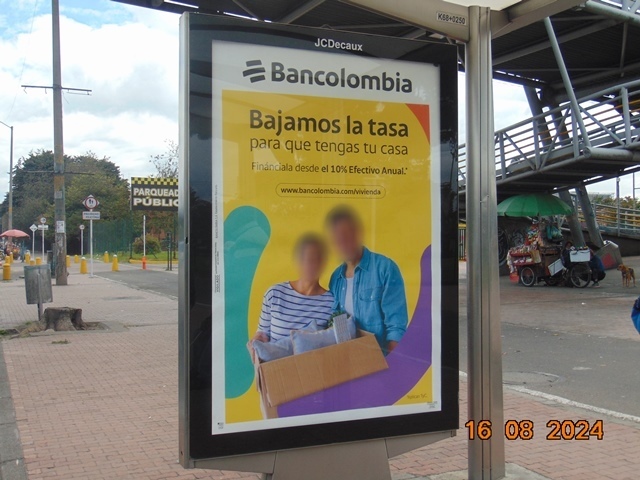 K68+0250
JCDecaux
Bancolombia
Bajamos la tasa
para que tengas tu casa
Fináncíala desde el 10% Efectivo Anual.*
www.bancolombia.com/vivienda
PARQUEADERO
PÚBLICO
16 08 2024